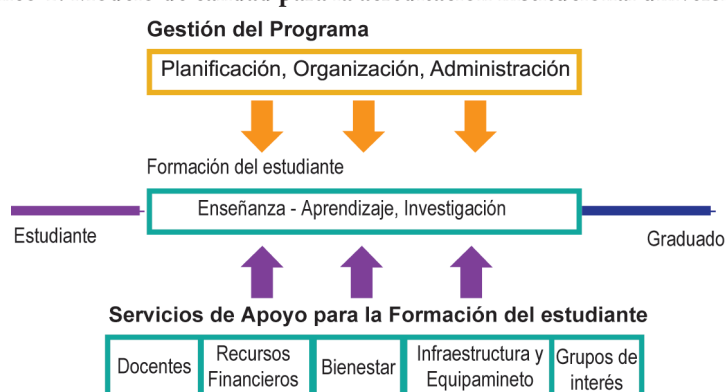 Gestión del Programa
Planificación, Organización, Administración
Formación del estudiante
Enseñanza - Aprendizaje, Investigación
Estudiante
Graduado
Servicios de Apoyo para la Formación del estudiante
Docentes
Recursos
Financieros
Bienestar
Infraestructura y
Equipamineto
Grupos de
interés